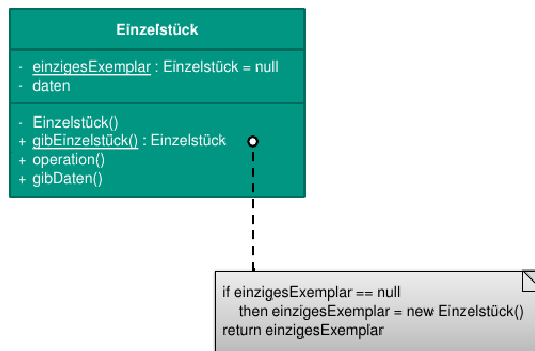 Einzelstück
- einzigesExemplar : Einzelstück = null
- daten
- Einzelstück()
+ gibEinzelstück() : Einzelstück
+ operation()
+ gibDaten()
if einzigesExemplar == null
then einzigesExemplar = new Einzelstück()
return einzigesExemplar